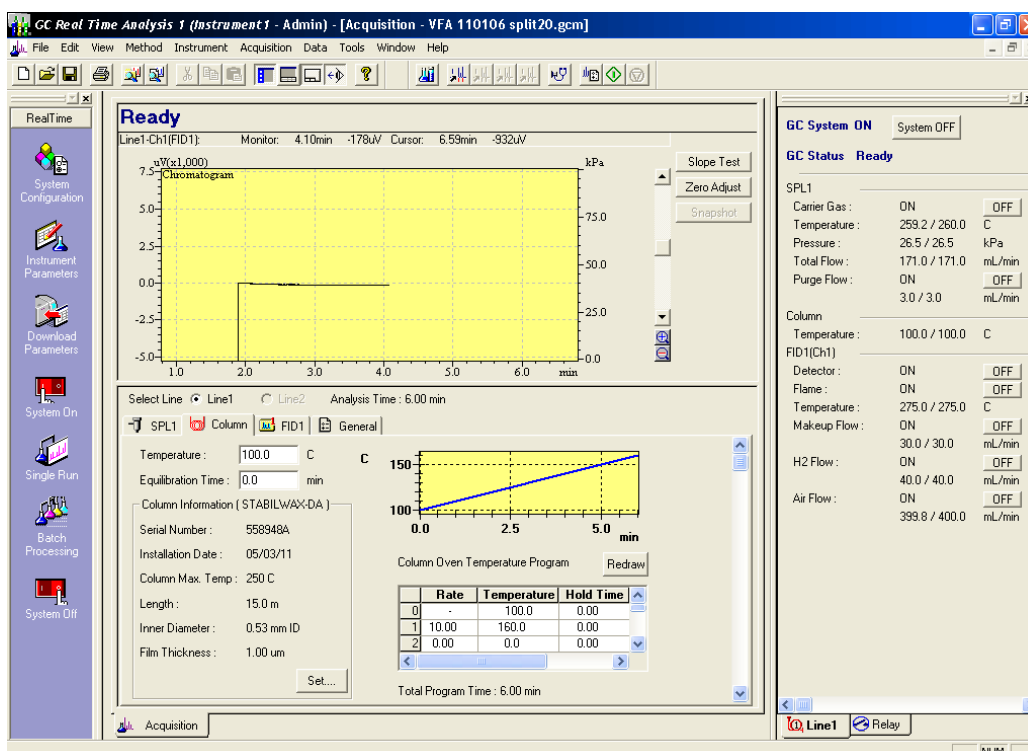 GC Real Time Analysis 1 (Instrument1 - Admin) - [Acquisition - VFA 110106 split20.gcm]
File Edit View Method Instrument Acquisition Data Tools Window Help
RealTime
System Configuration
Instrument Parameters
Download Parameters
System On
Single Run
Batch Processing
System Off
Ready
Line1-Ch1(FID1): Monitor: 4.10min -178uV Cursor: 6.59min -932uV
uV(x1,000) kPa
Chromatogram
7.5
5.0
2.5
0.0
-2.5
-5.0
75.0
50.0
25.0
0.0
1.0 2.0 3.0 4.0 5.0 6.0 min
Slope Test
Zero Adjust
Snapshot
Select Line Line1 Line2 Analysis Time : 6.00 min
SPL1 Column FID1 General
Temperature : 100.0 C
Equilibration Time : 0.0 min
Column Information ( STABILWAX-DA )
Serial Number : 558948A
Installation Date : 05/03/11
Column Max. Temp : 250 C
Length : 15.0 m
Inner Diameter : 0.53 mm ID
Film Thickness : 1.00 um
Set....
C
150
100
0.0 2.5 5.0 min
Column Oven Temperature Program Redraw
Rate Temperature Hold Time
0 - 100.0 0.00
1 10.00 160.0 0.00
2 0.00 0.0 0.00
Total Program Time : 6.00 min
Acquisition
GC System ON System OFF
GC Status Ready
SPL1
Carrier Gas : ON OFF
Temperature : 259.2 / 260.0 C
Pressure : 26.5 / 26.5 kPa
Total Flow : 171.0 / 171.0 mL/min
Purge Flow : ON OFF
3.0 / 3.0 mL/min
Column
Temperature : 100.0 / 100.0 C
FID1(Ch1)
Detector : ON OFF
Flame : ON OFF
Temperature : 275.0 / 275.0 C
Makeup Flow : ON OFF
30.0 / 30.0 mL/min
H2 Flow : ON OFF
40.0 / 40.0 mL/min
Air Flow : ON OFF
399.8 / 400.0 mL/min
Line1 Relay
NUM